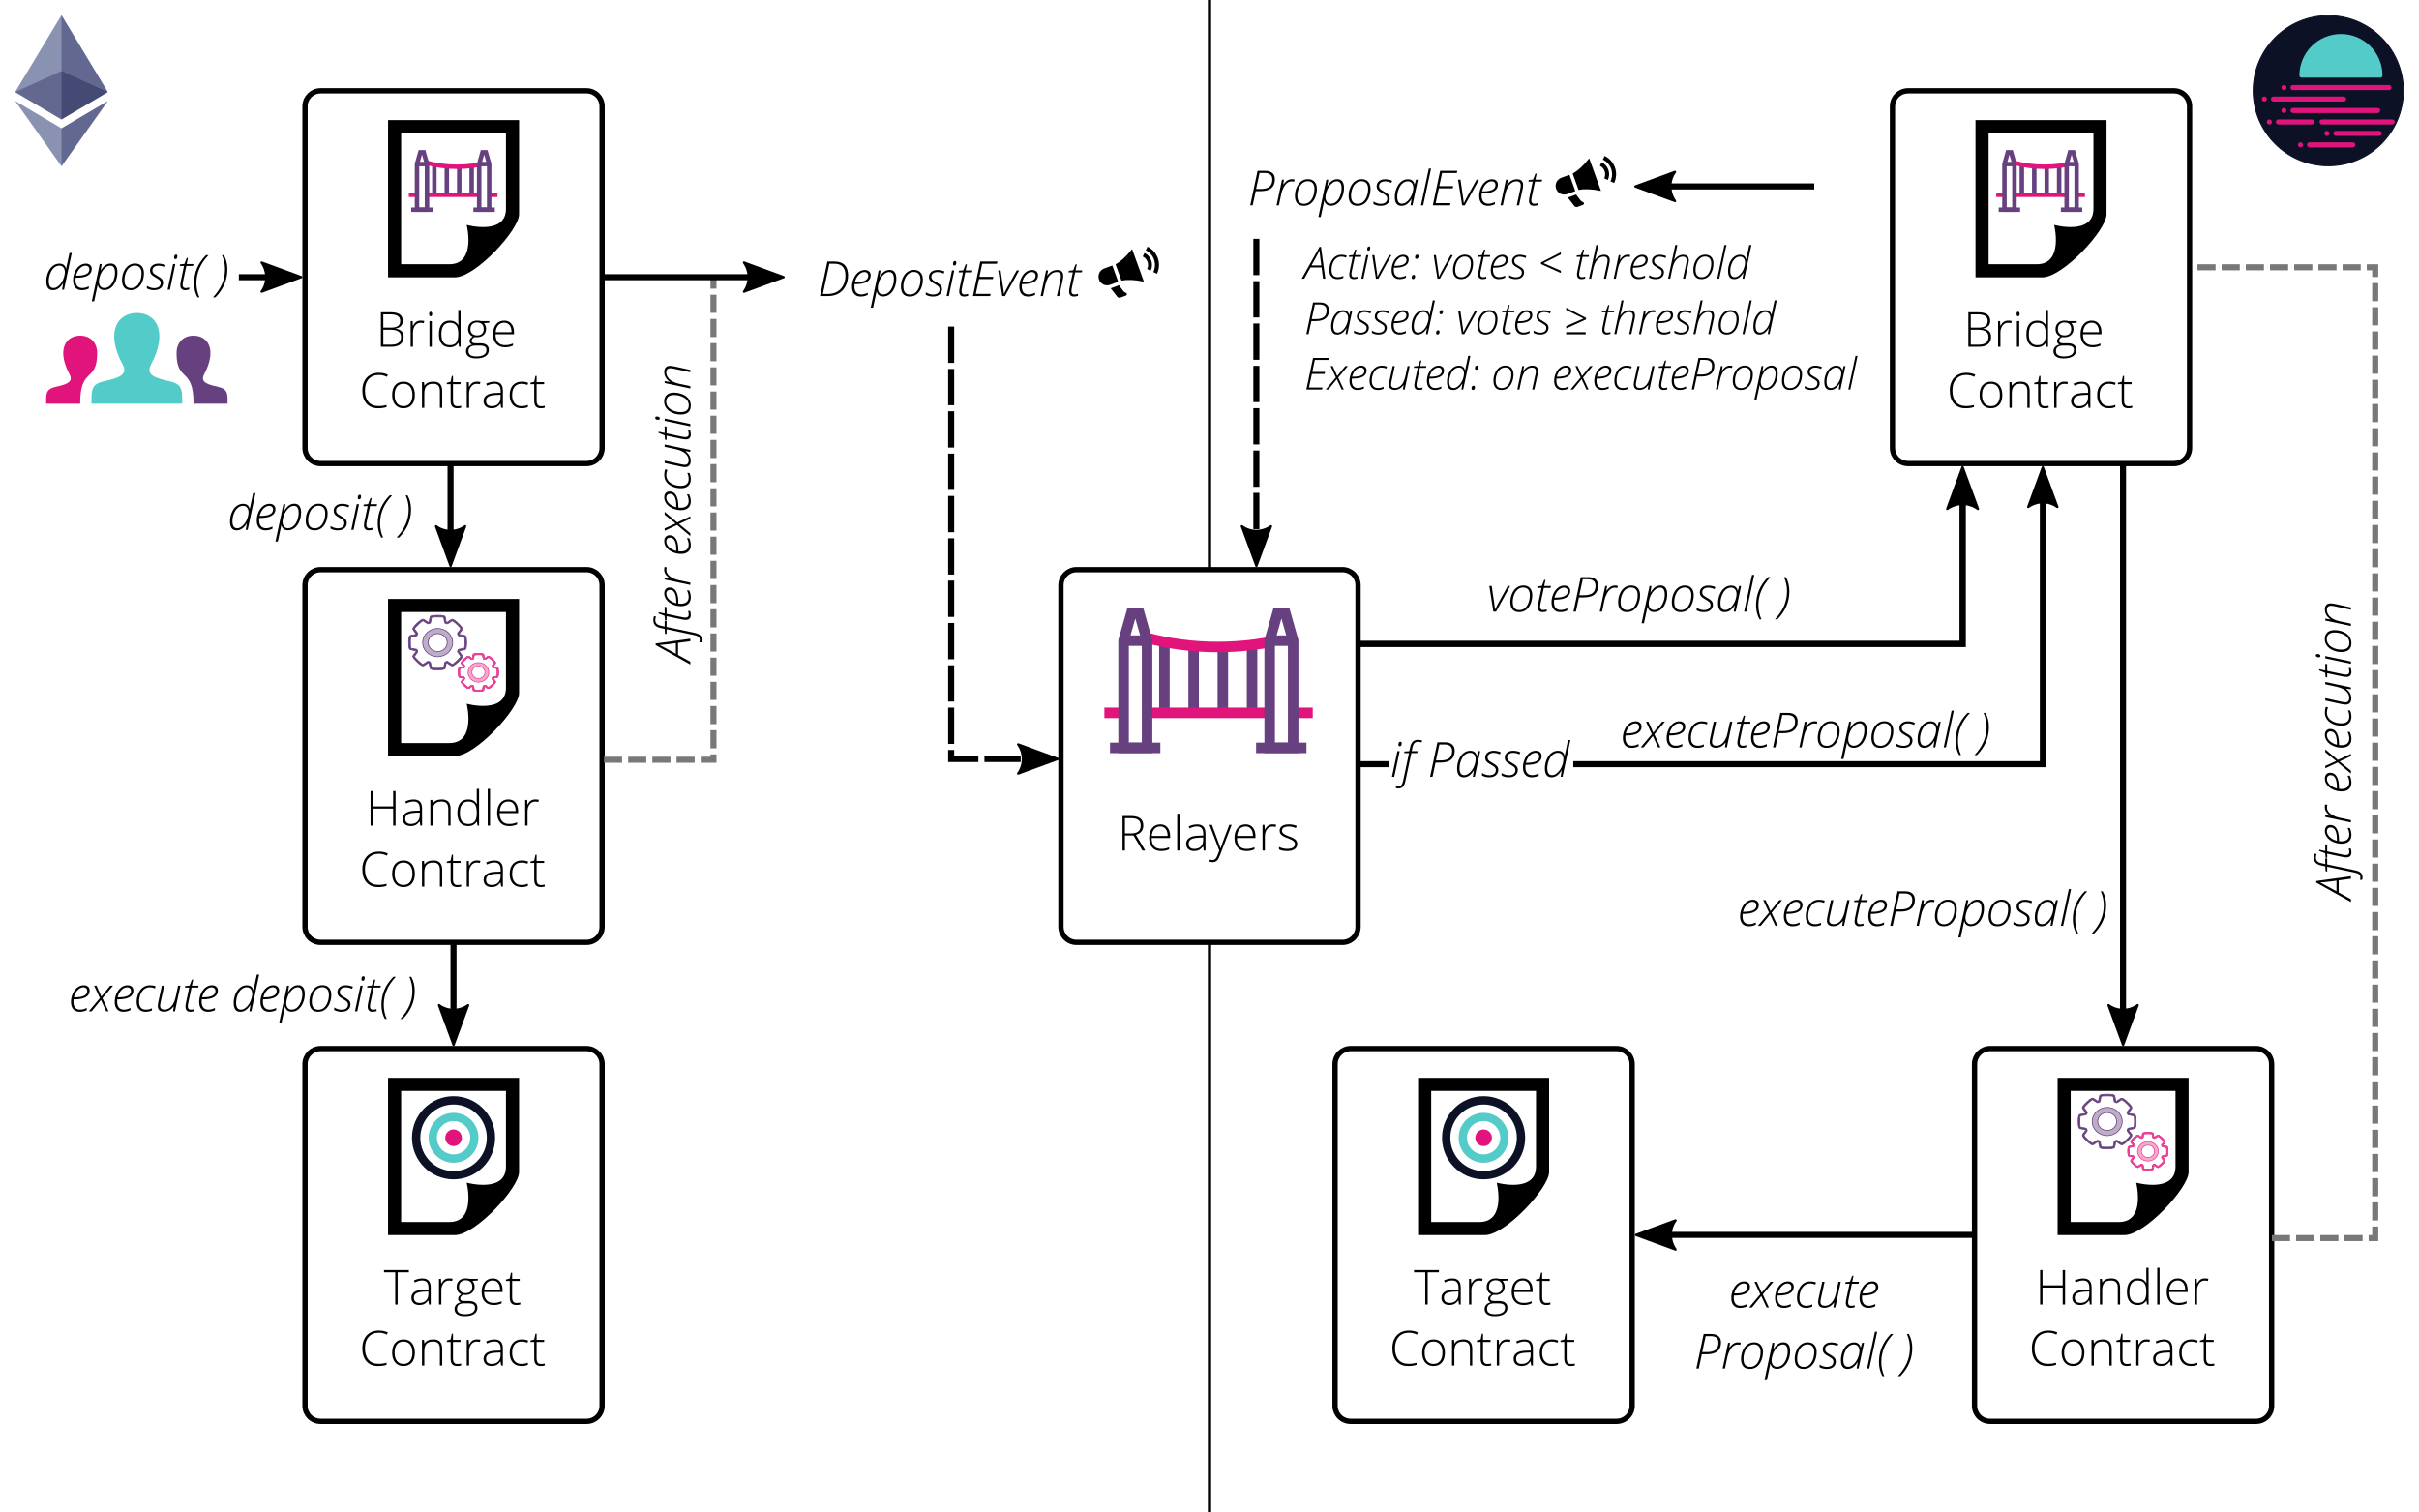 deposit( )
Bridge
Contract
deposit( )
Handler
Contract
execute deposit( )
Target
Contract
After execution
DepositEvent
ProposalEvent
Active: votes < threshold
Passed: votes ≥ threshold
Executed: on executeProposal
Relayers
voteProposal( )
if Passed
executeProposal( )
Bridge
Contract
executeProposal( )
After execution
Target
Contract
execute
Proposal( )
Handler
Contract